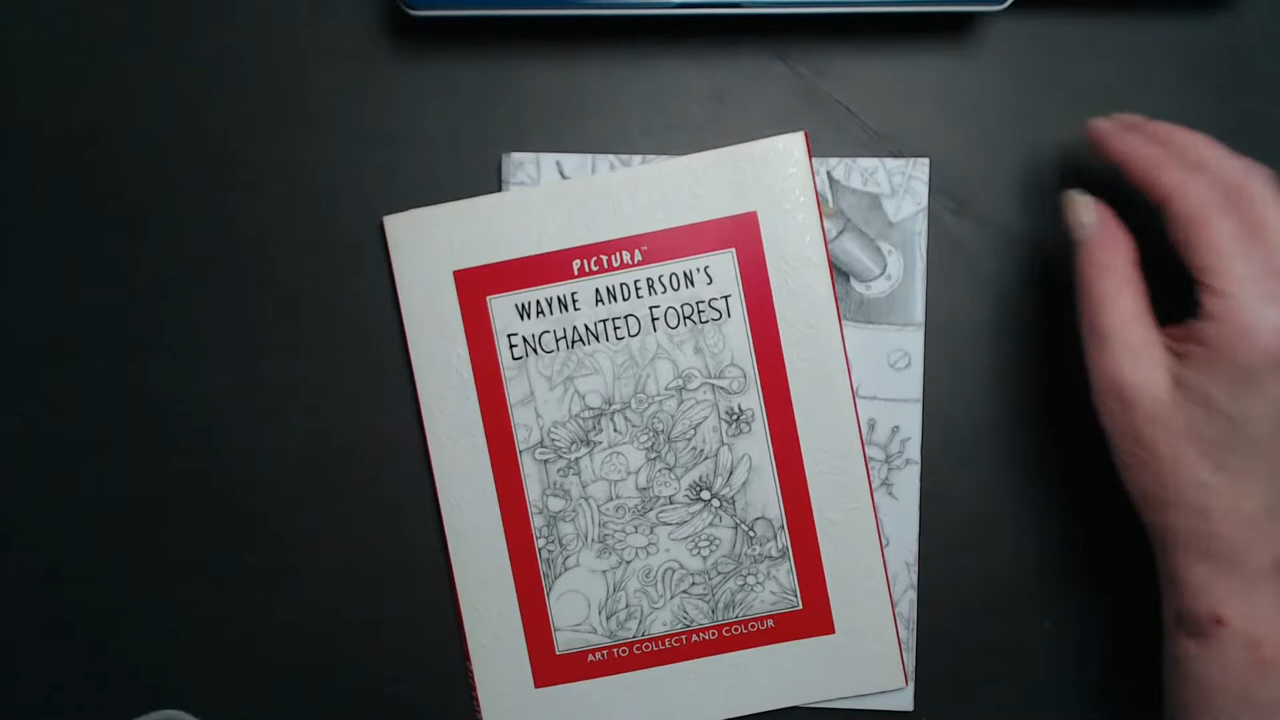 PICTURA™
WAYNE ANDERSON'S
ENCHANTED FOREST
ART TO COLLECT AND COLOUR